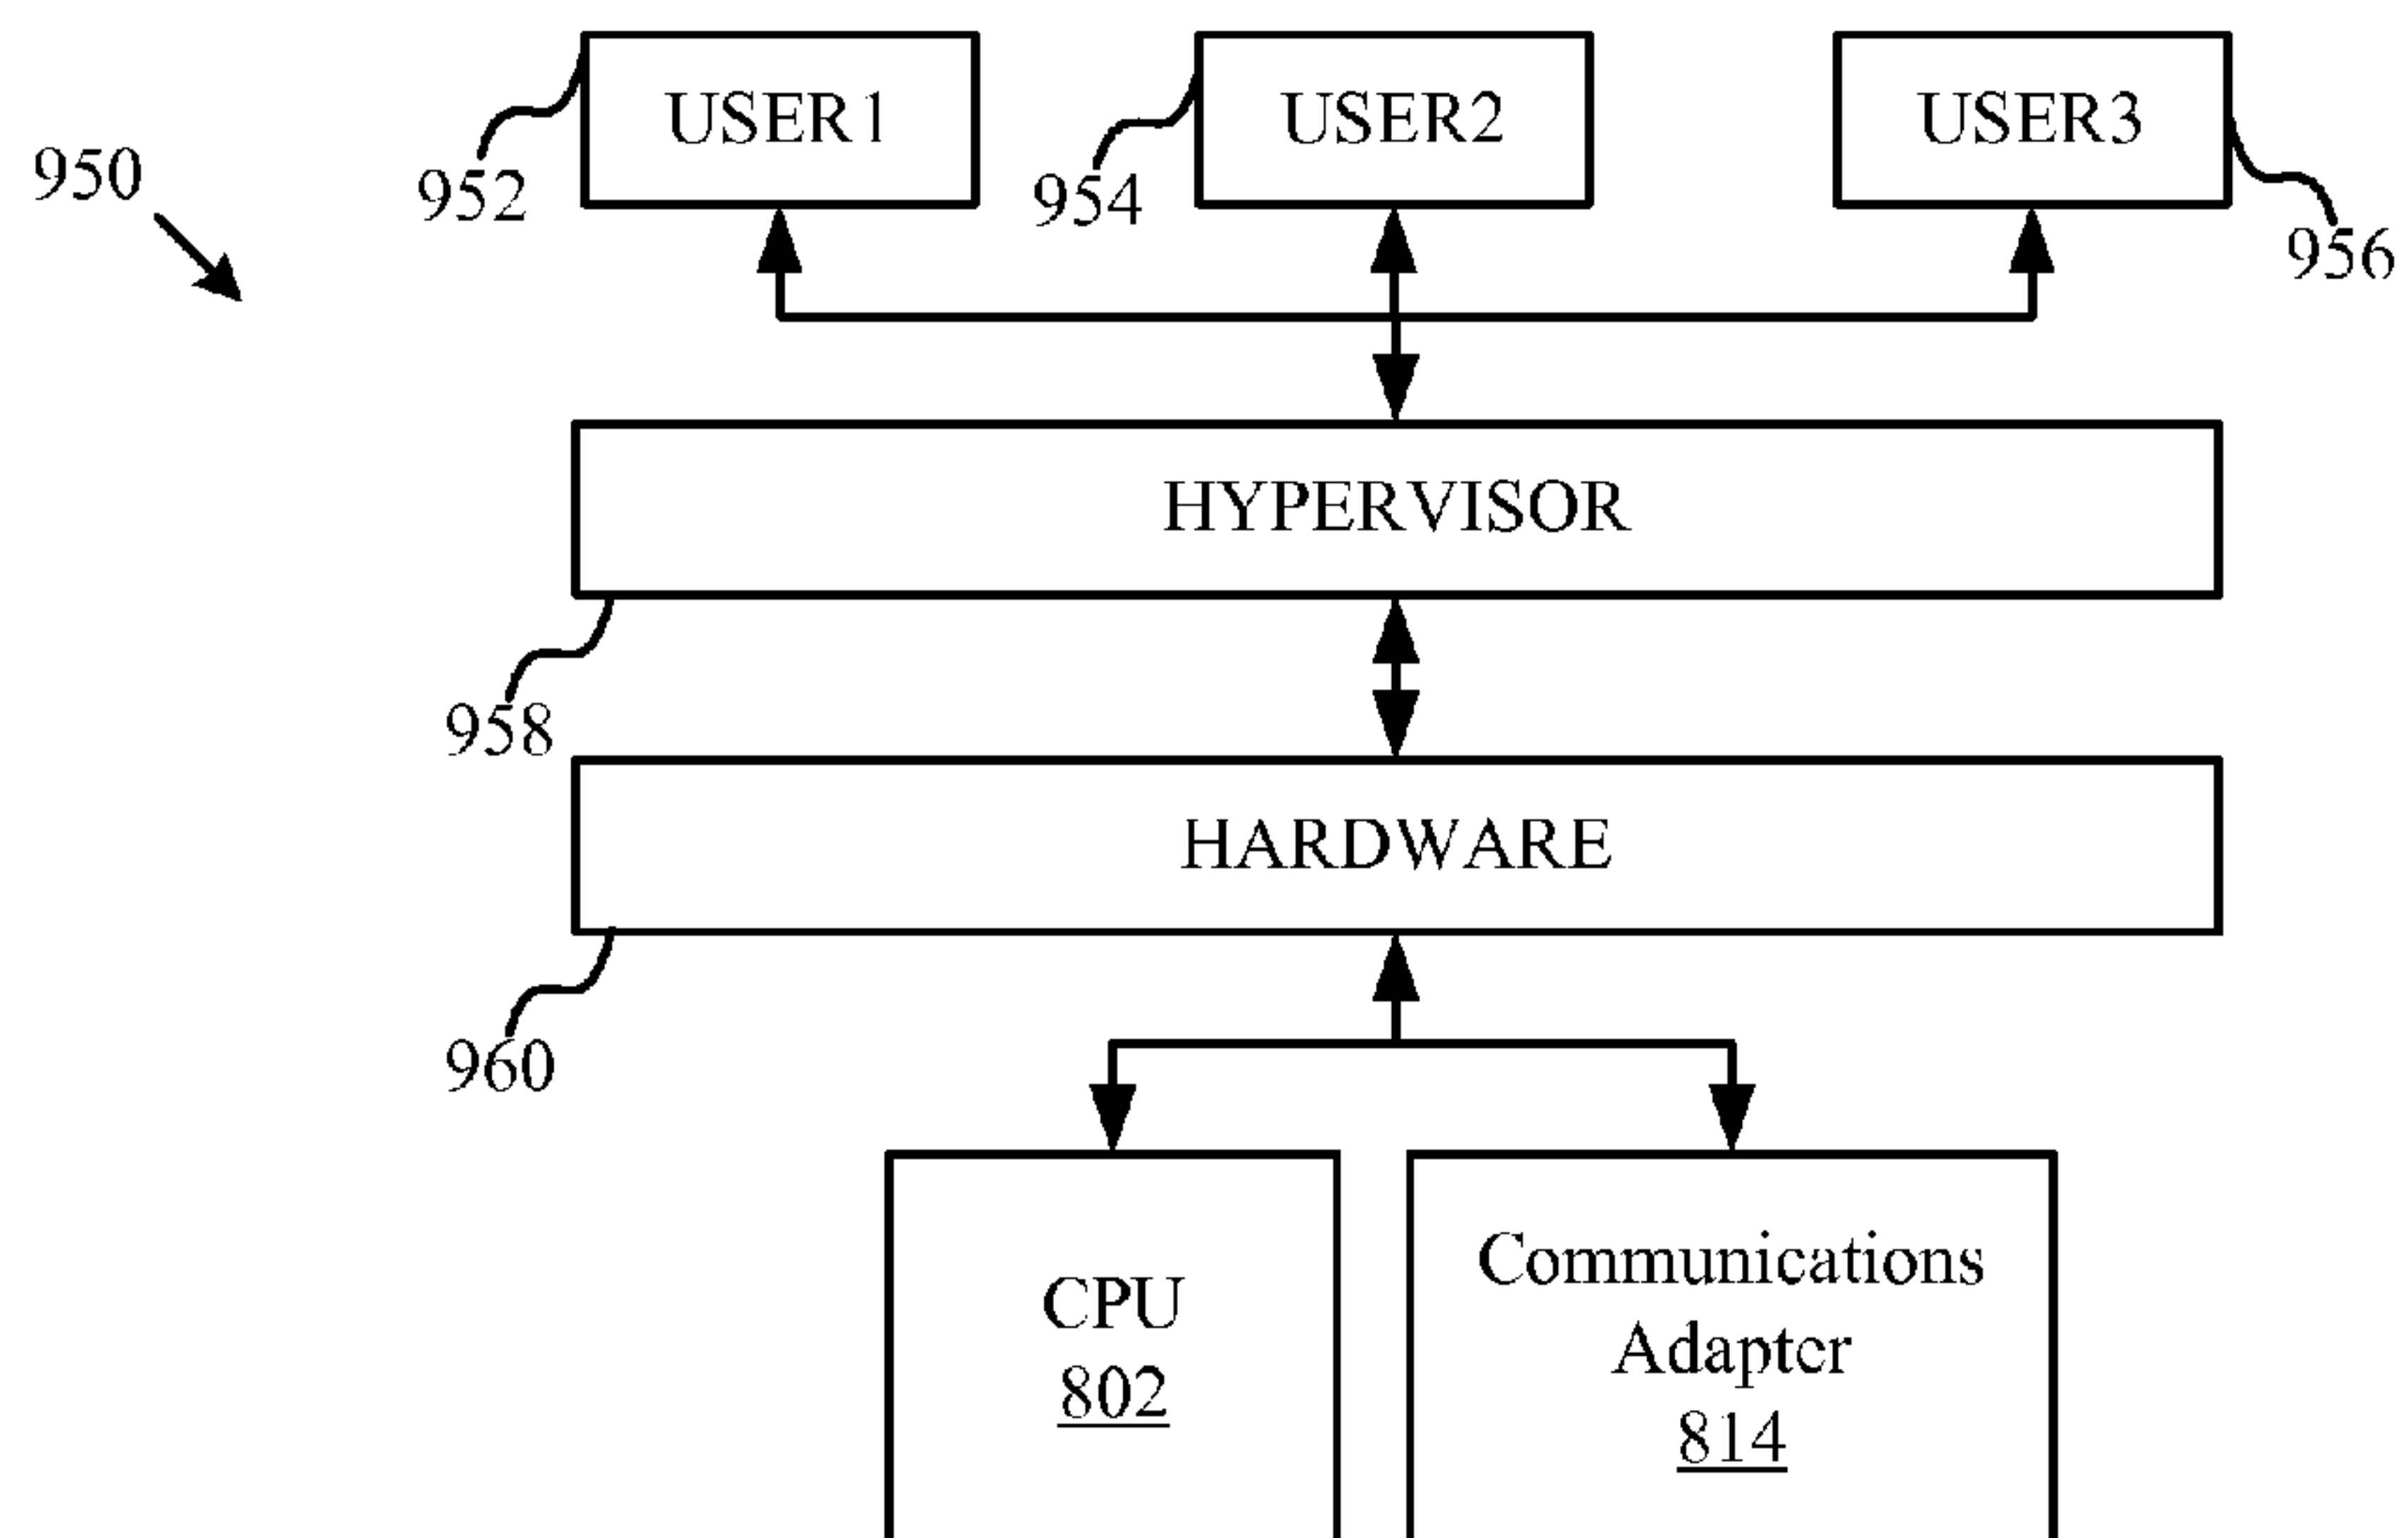 USER1
USER2
USER3
950
952
954
956
HYPERVISOR
958
HARDWARE
960
CPU
802
Communications
Adapter
814